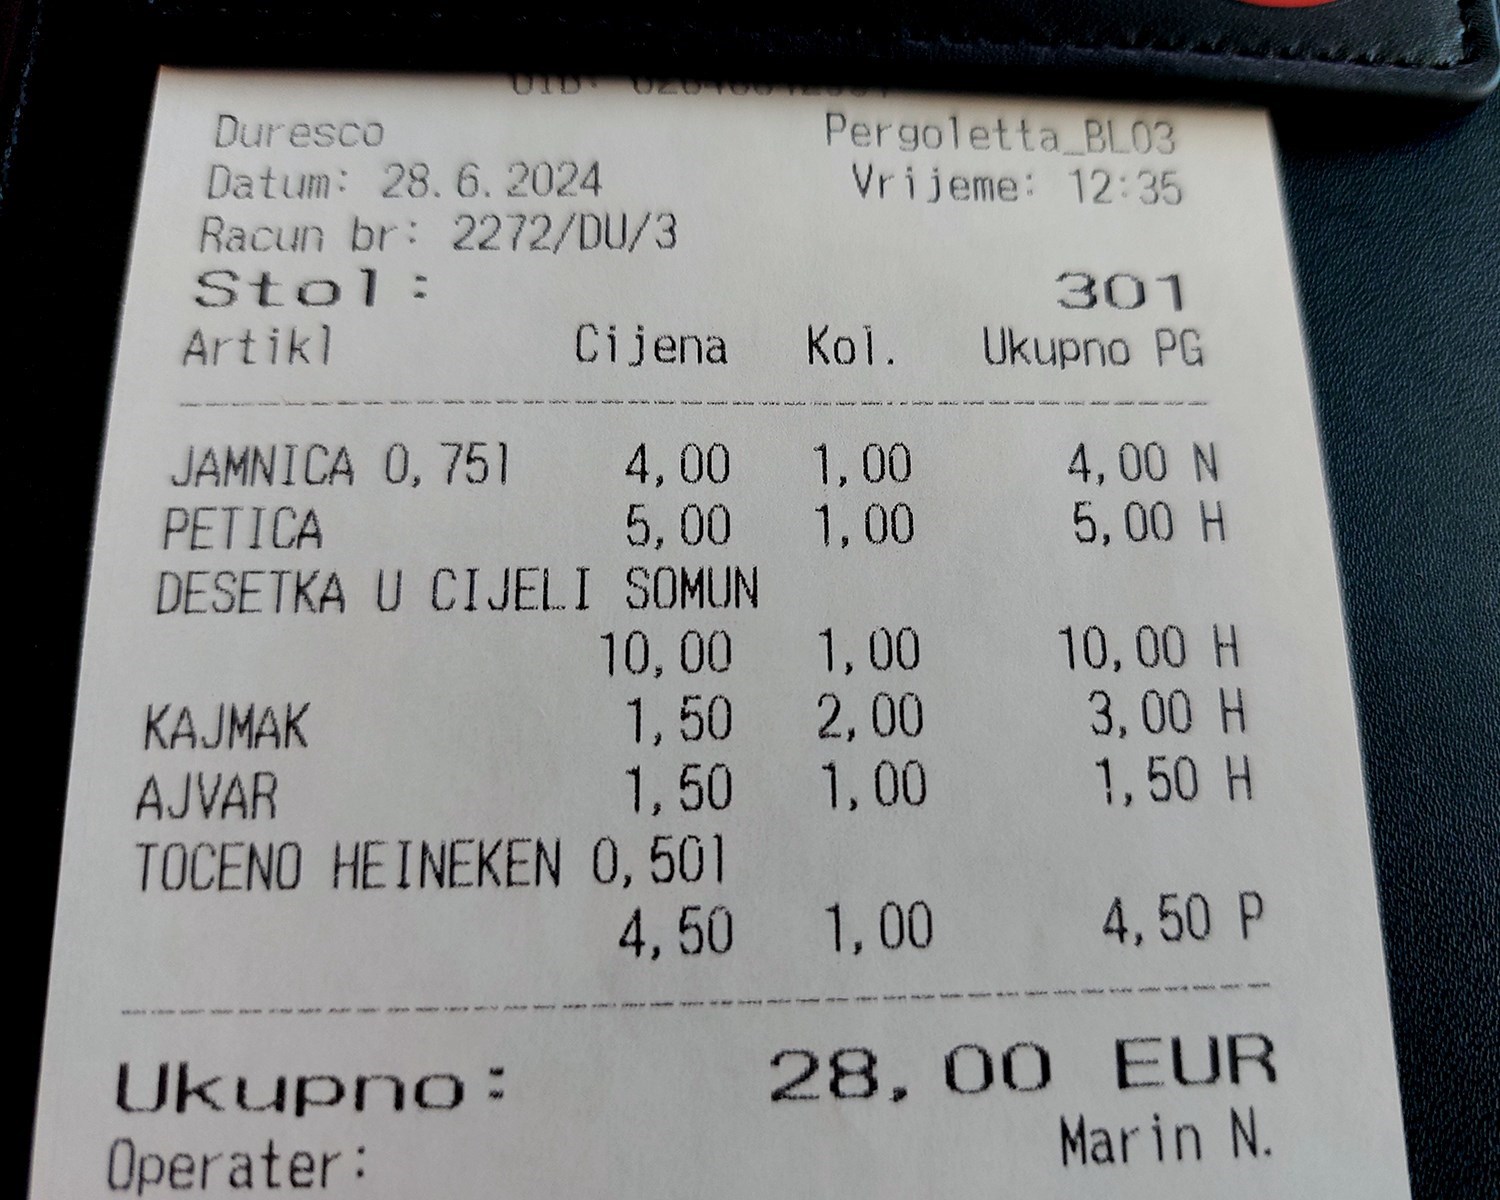 Duresco Pergoletta_BL03
Datum: 28.6.2024 Vrijeme: 12:35
Racun br: 2272/DU/3
Stol: 301
Artikl Cijena Kol. Ukupno PG
JAMNICA 0,75l 4,00 1,00 4,00 N
PETICA 5,00 1,00 5,00 H
DESETKA U CIJELI SOMUN
10,00 1,00 10,00 H
KAJMAK 1,50 2,00 3,00 H
AJVAR 1,50 1,00 1,50 H
TOCENO HEINEKEN 0,50l
4,50 1,00 4,50 P
Ukupno: 28,00 EUR
Operater: Marin N.